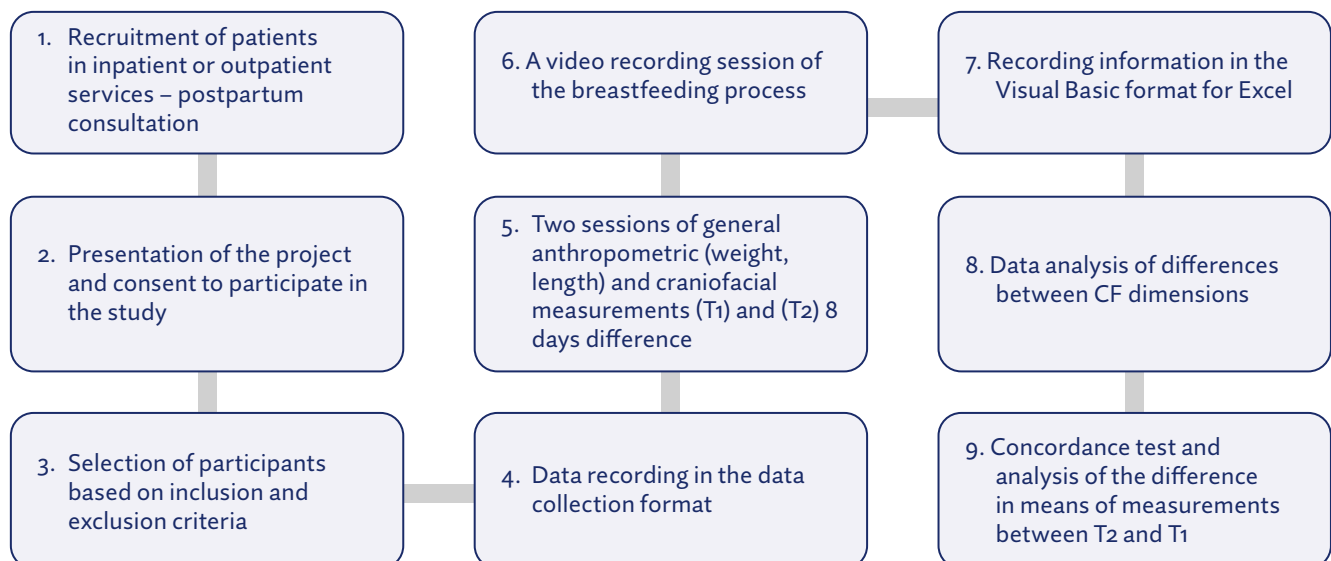 1. Recruitment of patients
in inpatient or outpatient
services – postpartum
consultation
2. Presentation of the project
and consent to participate in
the study
3. Selection of participants
based on inclusion and
exclusion criteria
4. Data recording in the data
collection format
5. Two sessions of general
anthropometric (weight,
length) and craniofacial
measurements (T1) and (T2) 8
days difference
6. A video recording session of
the breastfeeding process
7. Recording information in the
Visual Basic format for Excel
8. Data analysis of differences
between CF dimensions
9. Concordance test and
analysis of the difference
in means of measurements
between T2 and T1